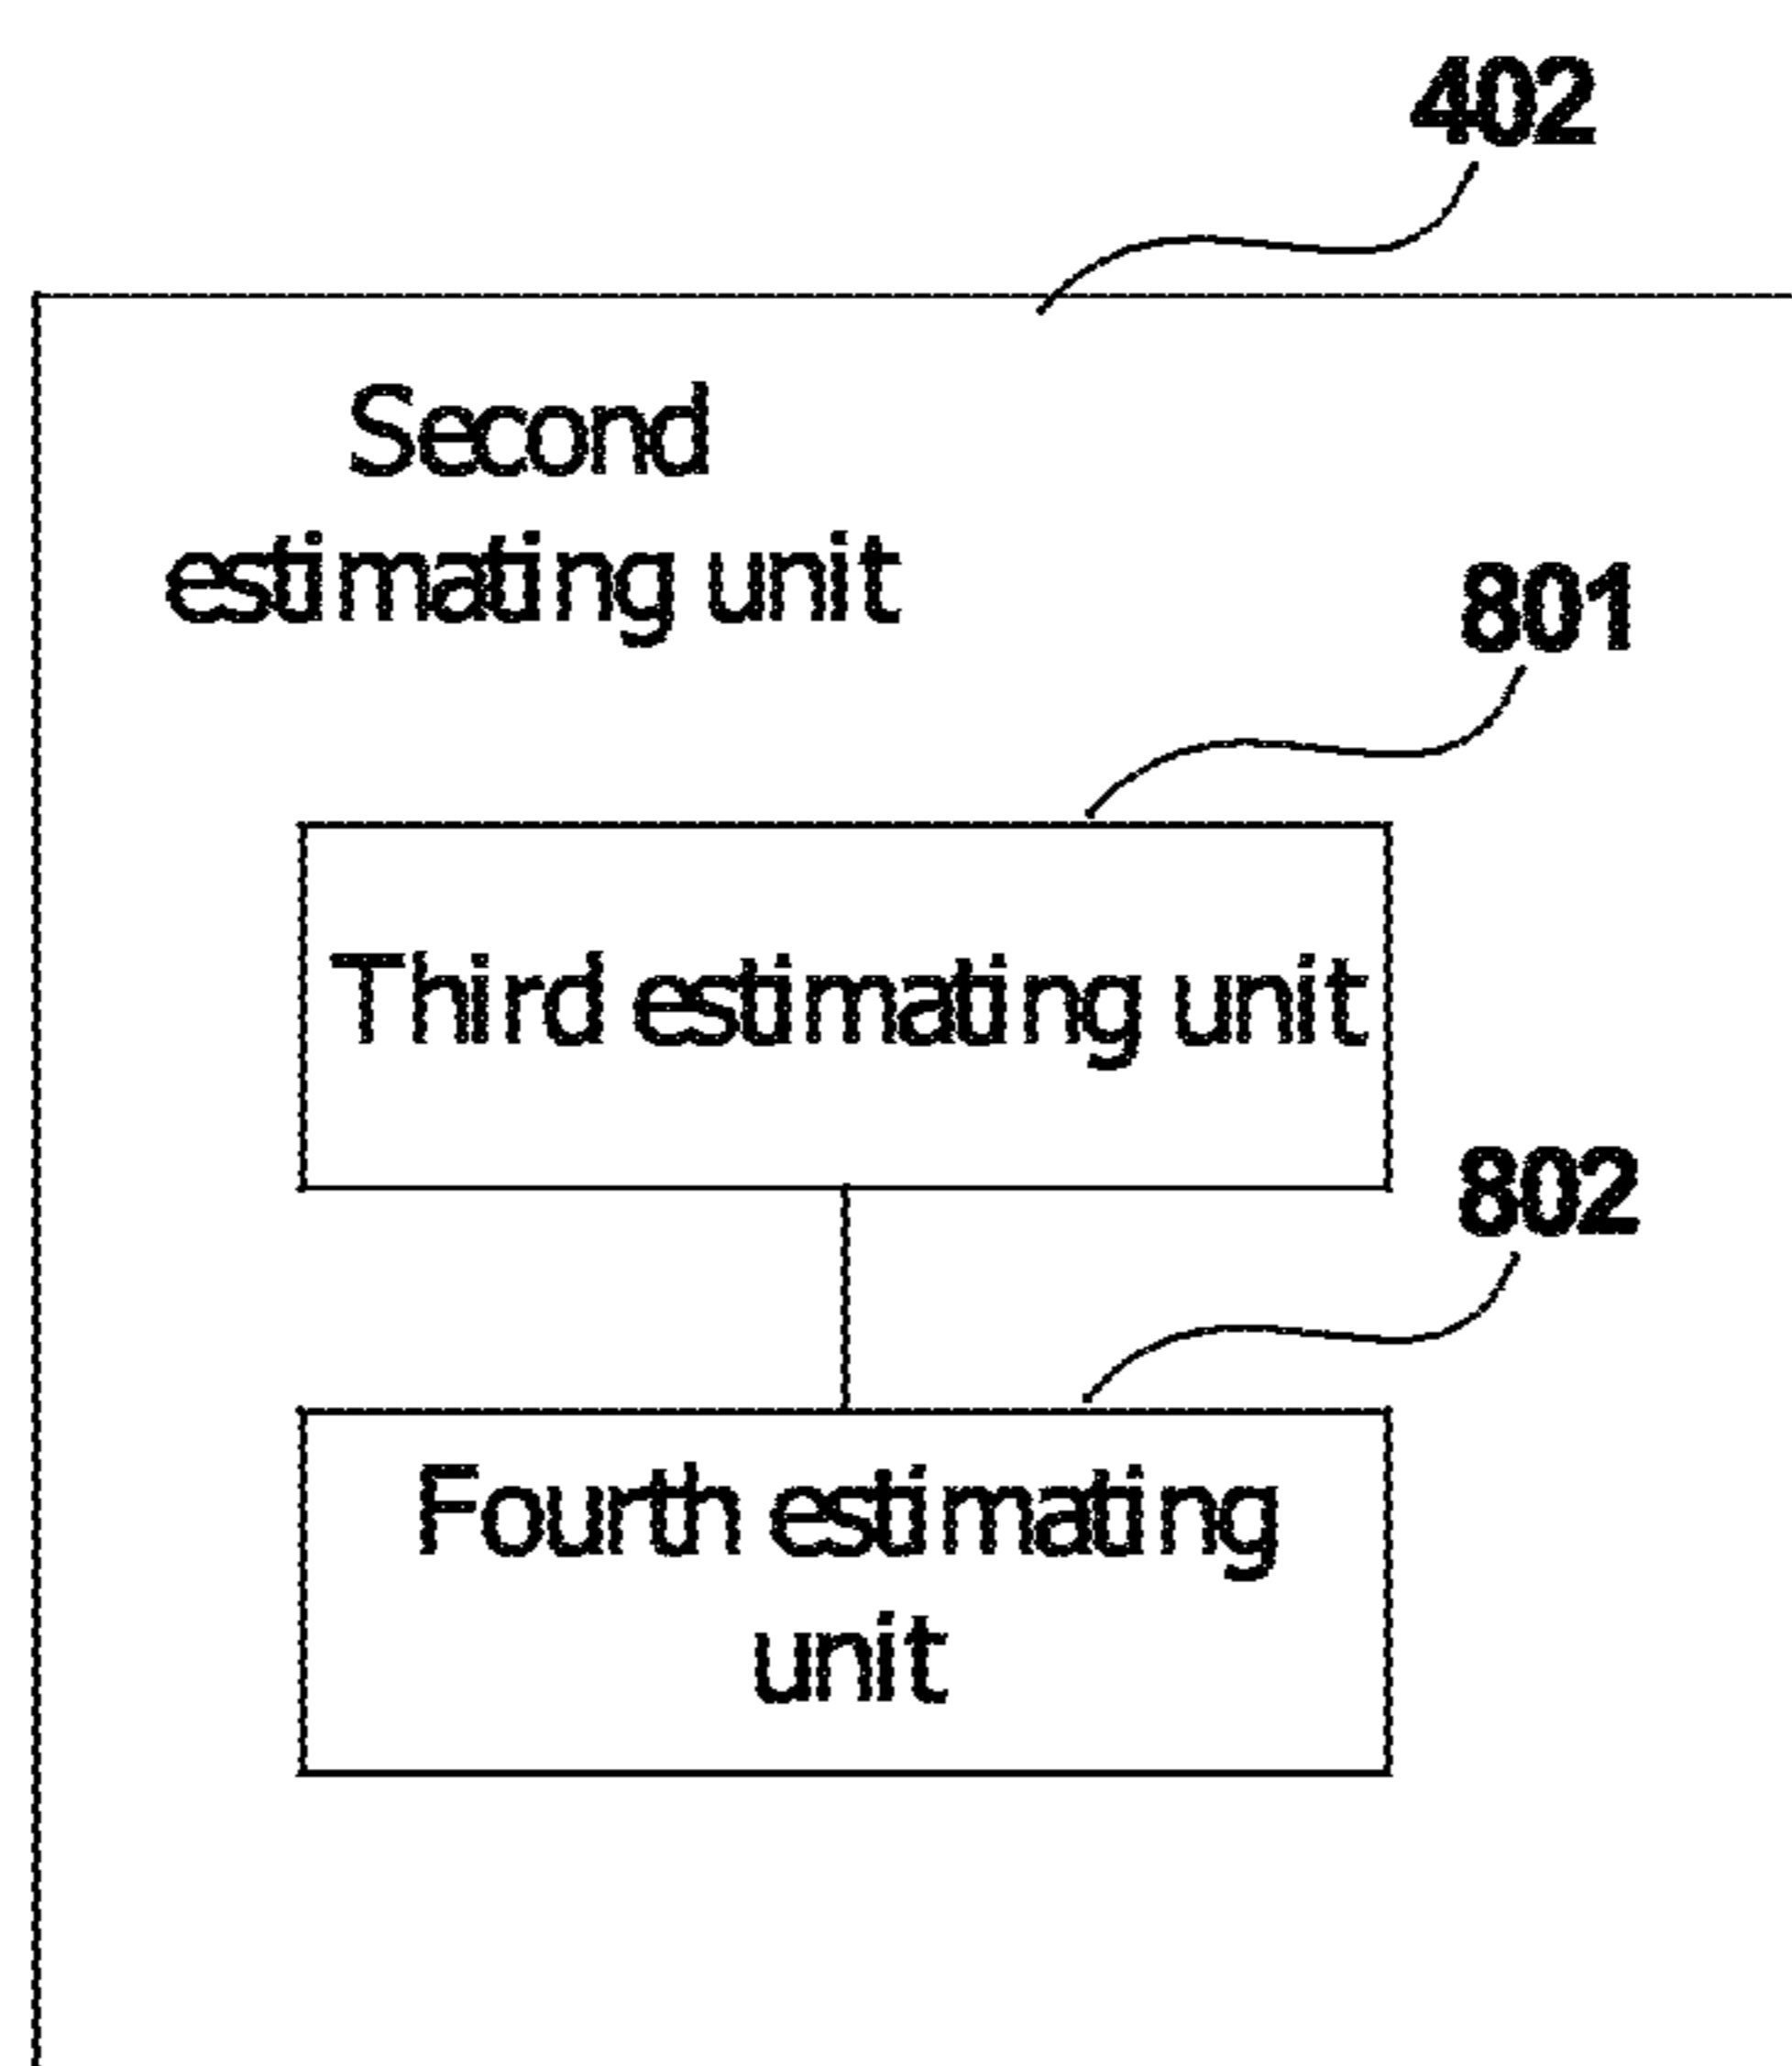 402
Second
estimating unit
801
Third estimating unit
802
Fourth estimating
unit